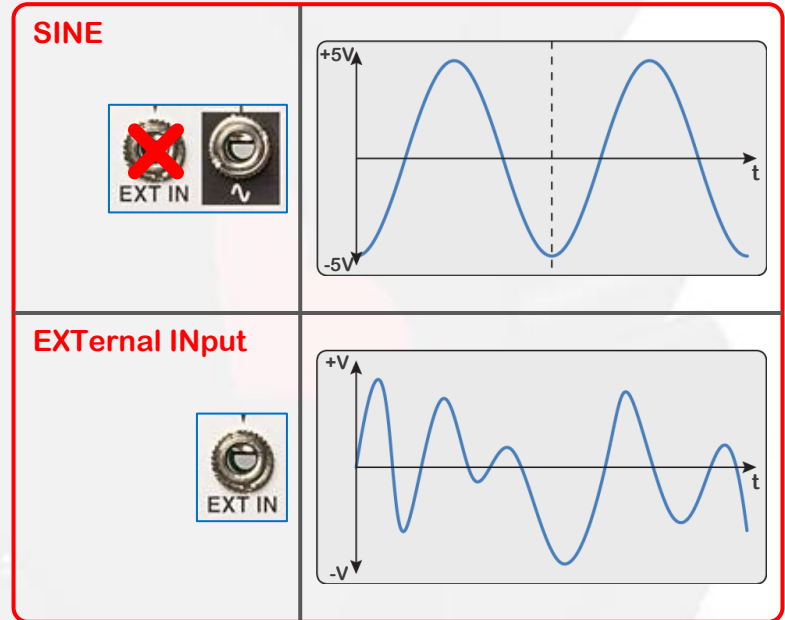 SINE
EXT IN
+5V
t
-5V
EXTernal INput
EXT IN
+V
t
-V